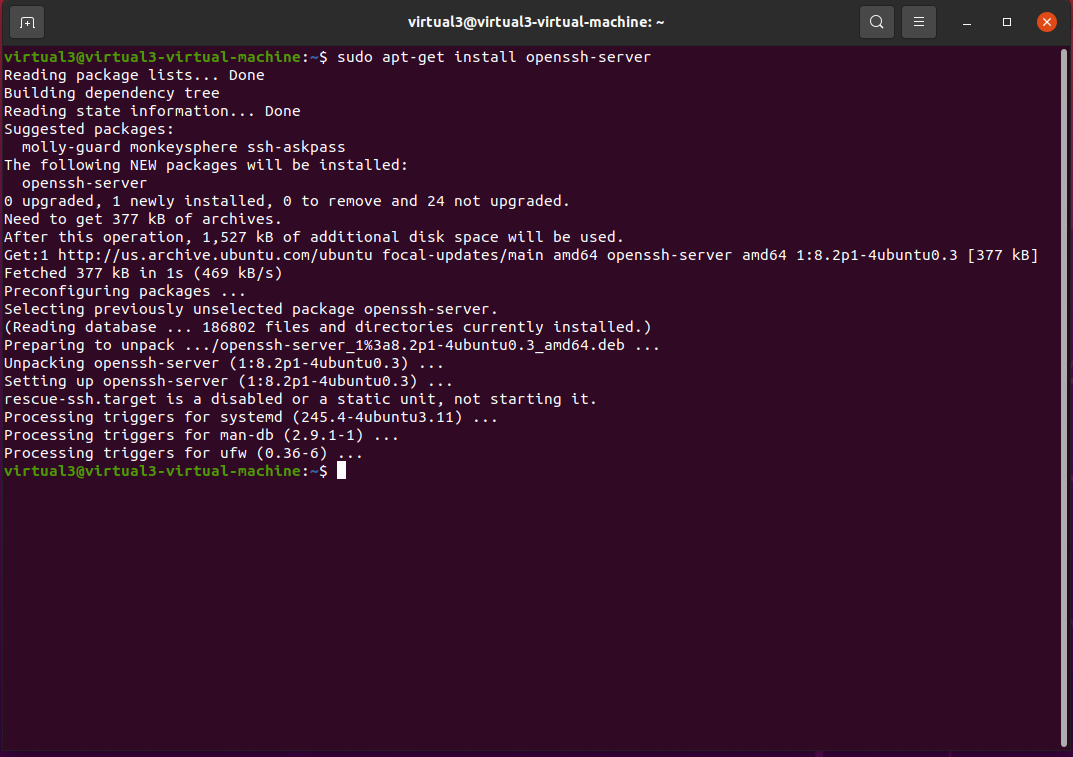 virtual3@virtual3-virtual-machine: ~
virtual3@virtual3-virtual-machine:~$ sudo apt-get install openssh-server
Reading package lists... Done
Building dependency tree
Reading state information... Done
Suggested packages:
  molly-guard monkeysphere ssh-askpass
The following NEW packages will be installed:
  openssh-server
0 upgraded, 1 newly installed, 0 to remove and 24 not upgraded.
Need to get 377 kB of archives.
After this operation, 1,527 kB of additional disk space will be used.
Get:1 http://us.archive.ubuntu.com/ubuntu focal-updates/main amd64 openssh-server amd64 1:8.2p1-4ubuntu0.3 [377 kB]
Fetched 377 kB in 1s (469 kB/s)
Preconfiguring packages ...
Selecting previously unselected package openssh-server.
(Reading database ... 186802 files and directories currently installed.)
Preparing to unpack .../openssh-server_1%3a8.2p1-4ubuntu0.3_amd64.deb ...
Unpacking openssh-server (1:8.2p1-4ubuntu0.3) ...
Setting up openssh-server (1:8.2p1-4ubuntu0.3) ...
rescue-ssh.target is a disabled or a static unit, not starting it.
Processing triggers for systemd (245.4-4ubuntu3.11) ...
Processing triggers for man-db (2.9.1-1) ...
Processing triggers for ufw (0.36-6) ...
virtual3@virtual3-virtual-machine:~$